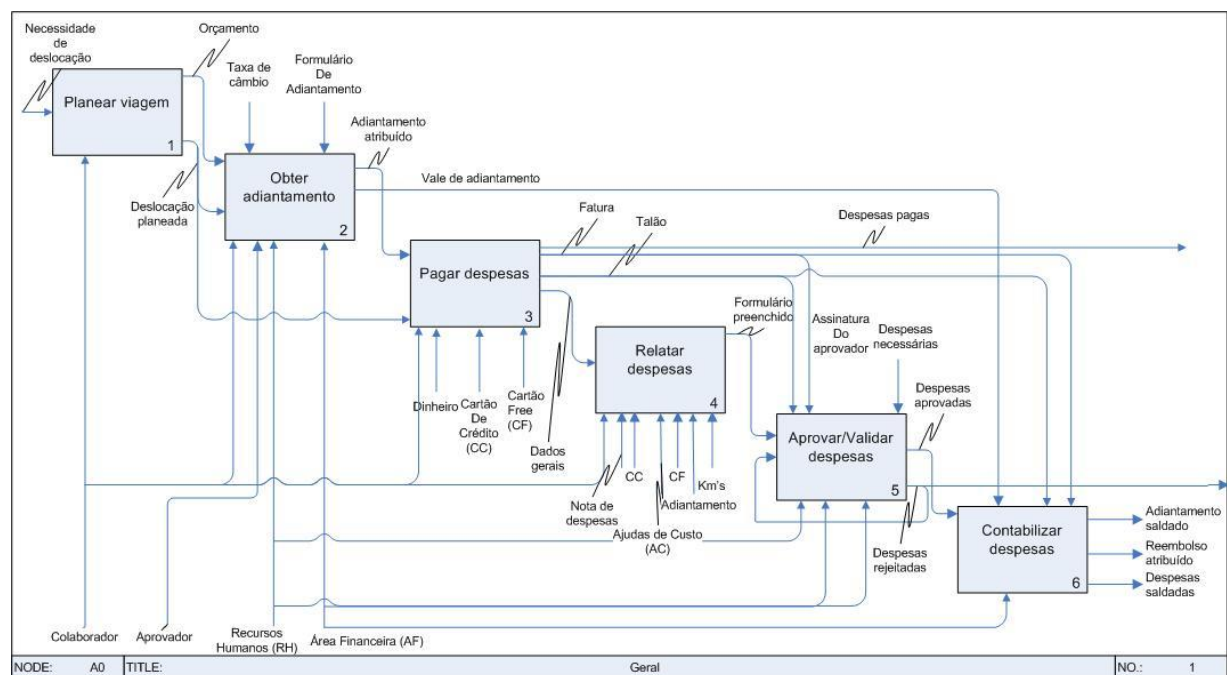 Necessidade
de
deslocação
Orçamento
Planear viagem
1
Taxa de
câmbio
Formulário
De
Adiantamento
Deslocação
planeada
Obter
adiantamento
2
Adiantamento
atribuído
Vale de adiantamento
Fatura
Talão
Despesas pagas
Pagar despesas
3
Dinheiro
Cartão
De
Crédito
(CC)
Cartão
Free
(CF)
Dados
gerais
Relatar
despesas
4
Formulário
preenchido
Assinatura
Do
aprovador
Despesas
necessárias
Nota de
despesas
CC
Ajudas de Custo
(AC)
CF
Adiantamento
Km's
Aprovar/Validar
despesas
5
Despesas
aprovadas
Despesas
rejeitadas
Contabilizar
despesas
6
Adiantamento
saldado
Reembolso
atribuído
Despesas
saldadas
Colaborador
Aprovador
Recursos
Humanos (RH)
Área Financeira (AF)
NODE: A0 TITLE: Geral NO.: 1